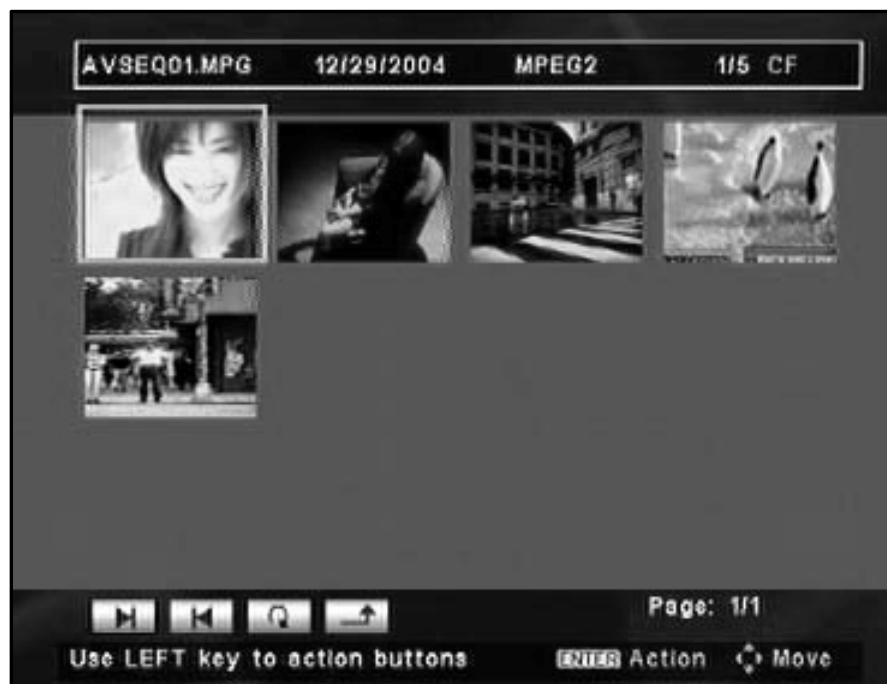 AVSEQ01.MPG 12/29/2004 MPEG2 1/5 CF
Page: 1/1
Use LEFT key to action buttons ENTER Action Move